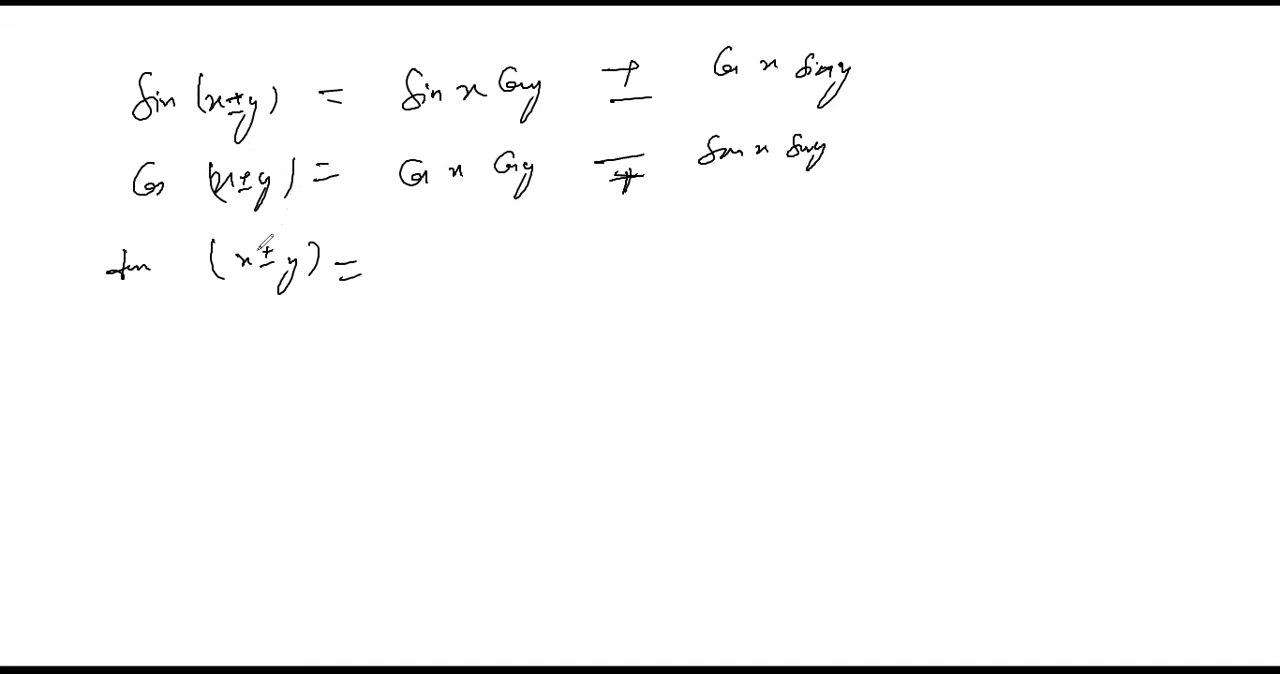 Sin (x±y) = Sin x Cos y ± Cos x Sin y
Cos (x±y) = Cos x Cos y ∓ Sin x Sin y
tan (x±y) =